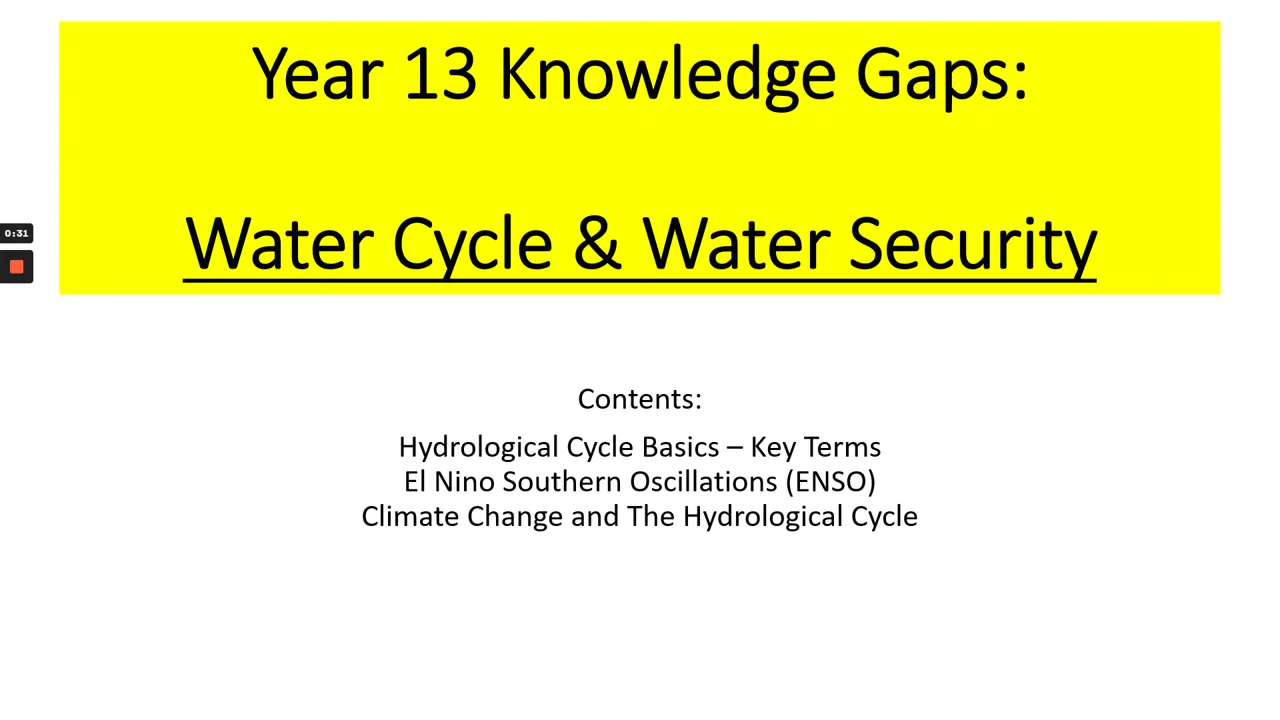 Year 13 Knowledge Gaps:
Water Cycle & Water Security
0:31
Contents:
Hydrological Cycle Basics – Key Terms
El Nino Southern Oscillations (ENSO)
Climate Change and The Hydrological Cycle